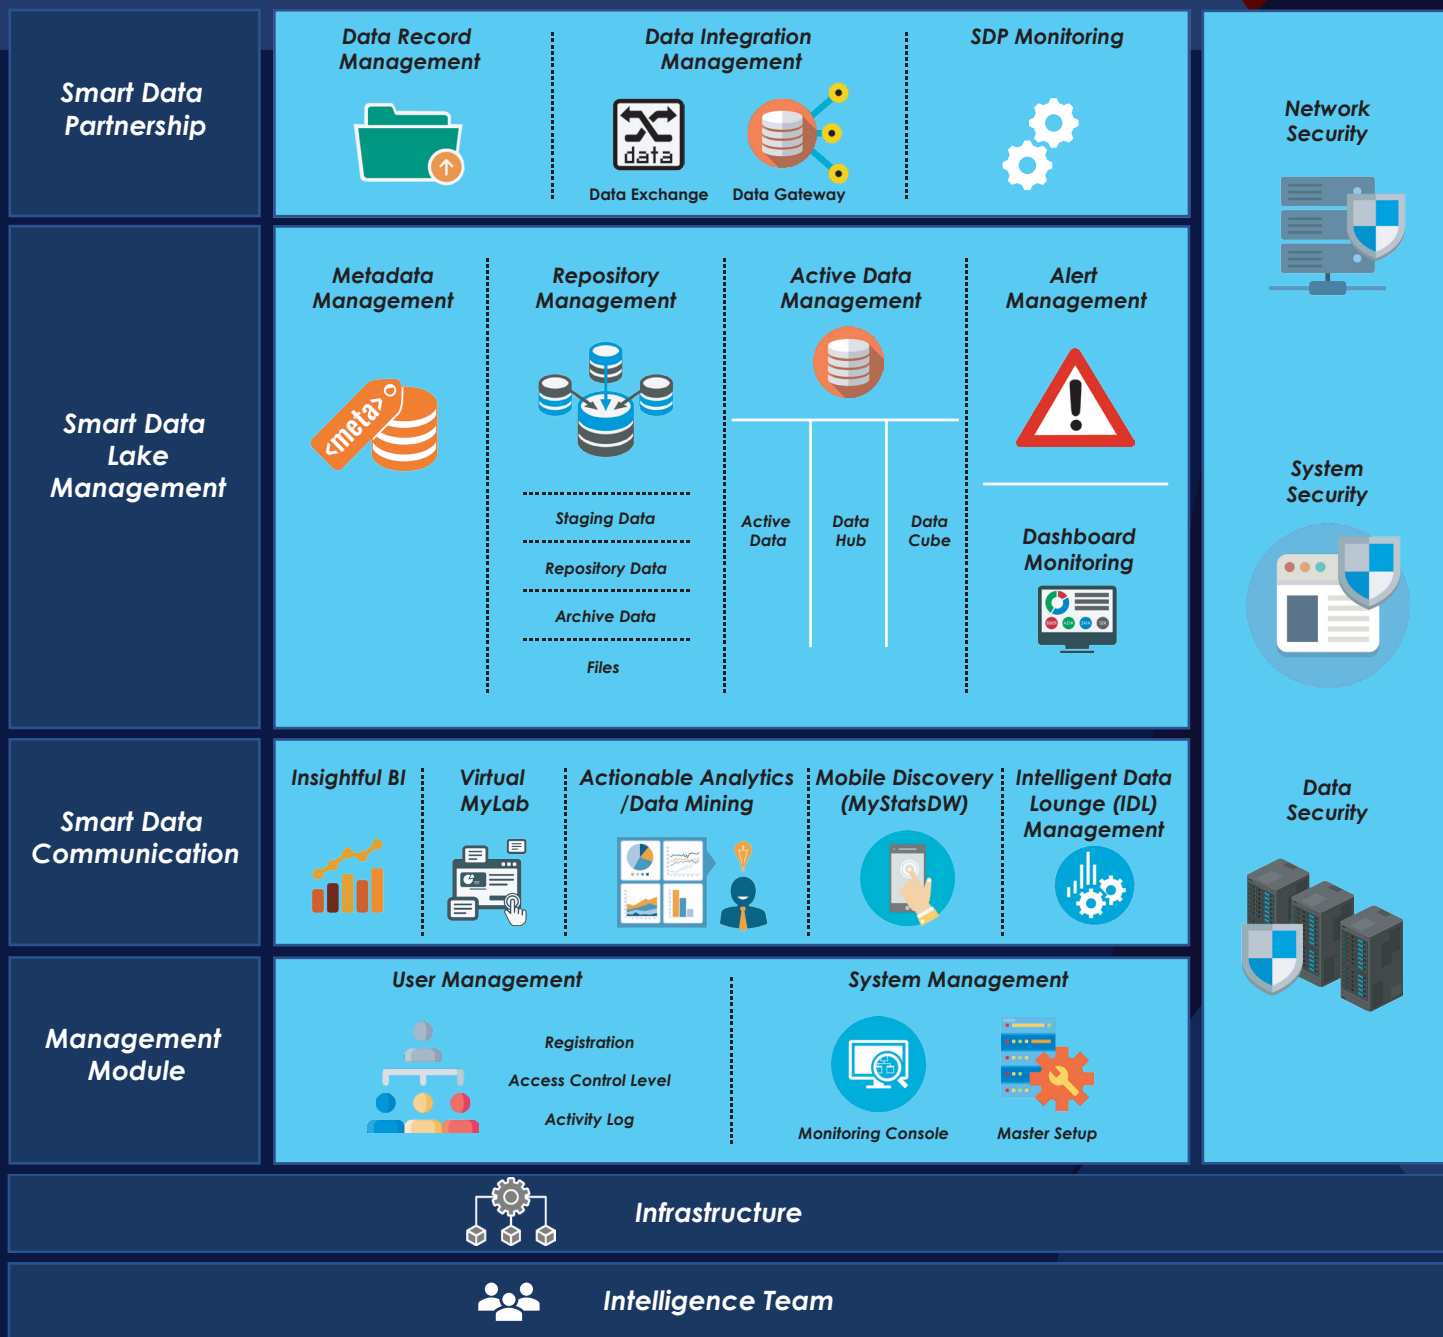 Smart Data
Partnership
Data Record
Management
Data Integration
Management
data
Data Exchange
Data Gateway
SDP Monitoring
Smart Data
Lake
Management
Metadata
Management
<meta>
Repository
Management
Staging Data
Repository Data
Archive Data
Files
Active Data
Management
Active
Data
Data
Hub
Data
Cube
Alert
Management
Dashboard
Monitoring
Smart Data
Communication
Insightful BI
Virtual
MyLab
Actionable Analytics
/Data Mining
Mobile Discovery
(MyStatsDW)
Intelligent Data
Lounge (IDL)
Management
Management
Module
User Management
Registration
Access Control Level
Activity Log
System Management
Monitoring Console
Master Setup
Network
Security
System
Security
Data
Security
Infrastructure
Intelligence Team